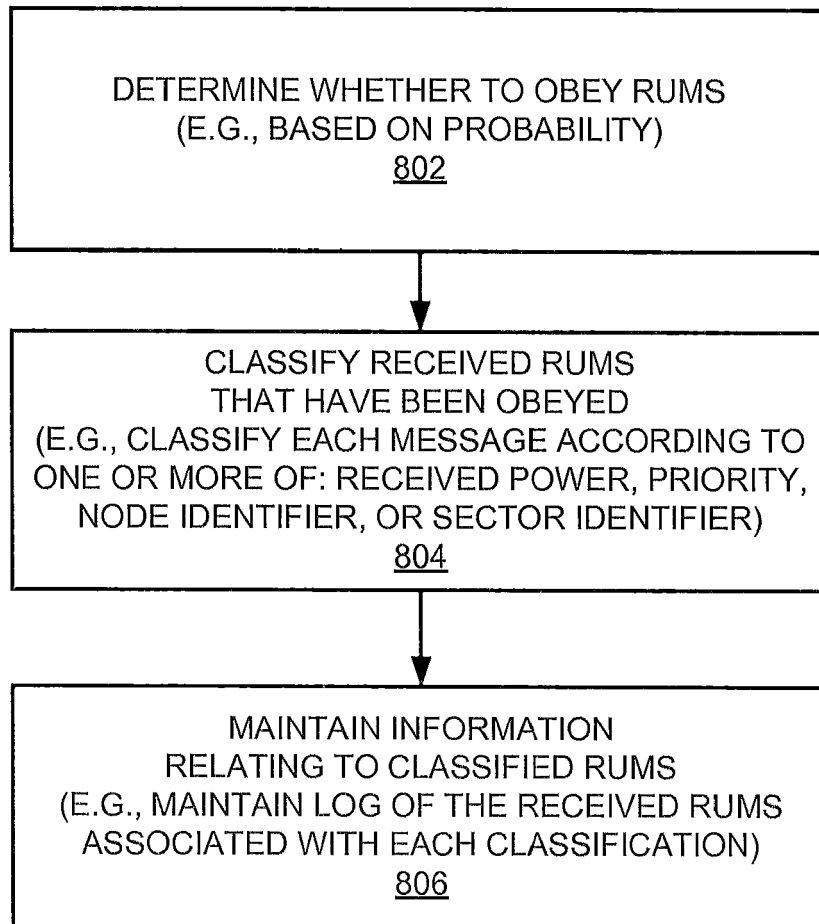 DETERMINE WHETHER TO OBEY RUMS
(E.G., BASED ON PROBABILITY)
802
CLASSIFY RECEIVED RUMS
THAT HAVE BEEN OBEYED
(E.G., CLASSIFY EACH MESSAGE ACCORDING TO
ONE OR MORE OF: RECEIVED POWER, PRIORITY,
NODE IDENTIFIER, OR SECTOR IDENTIFIER)
804
MAINTAIN INFORMATION
RELATING TO CLASSIFIED RUMS
(E.G., MAINTAIN LOG OF THE RECEIVED RUMS
ASSOCIATED WITH EACH CLASSIFICATION)
806